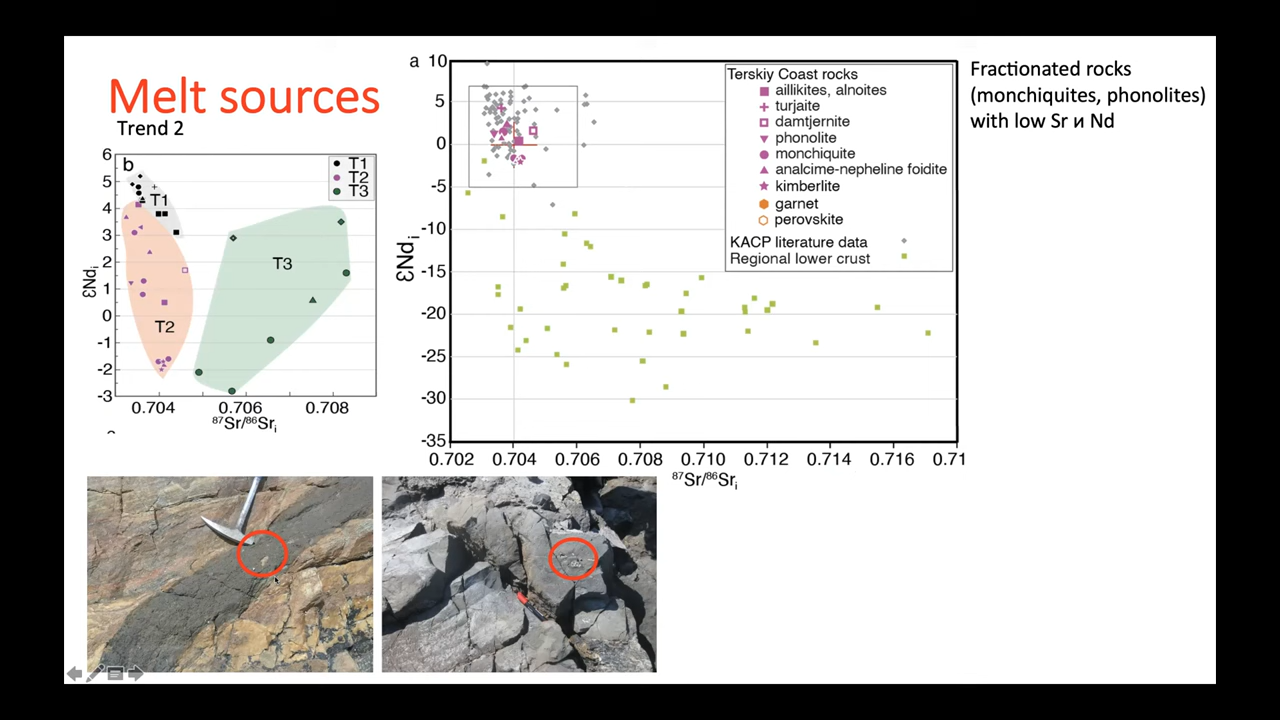 Melt sources
Trend 2
b
T1
T2
T3
T1
T2
T3
6
5
4
3
2
1
0
-1
-2
-3
εNdi
0.704
0.706
0.708
87Sr/86Sri
a
10
5
0
-5
-10
-15
-20
-25
-30
-35
εNdi
0.702
0.704
0.706
0.708
0.710
0.712
0.714
0.716
0.71
87Sr/86Sri
Terskiy Coast rocks
aillikites, alnoites
turjaite
damtjernite
phonolite
monchiquite
analcime-nepheline foidite
kimberlite
garnet
perovskite
KACP literature data
Regional lower crust
Fractionated rocks
(monchiquites, phonolites)
with low Sr и Nd